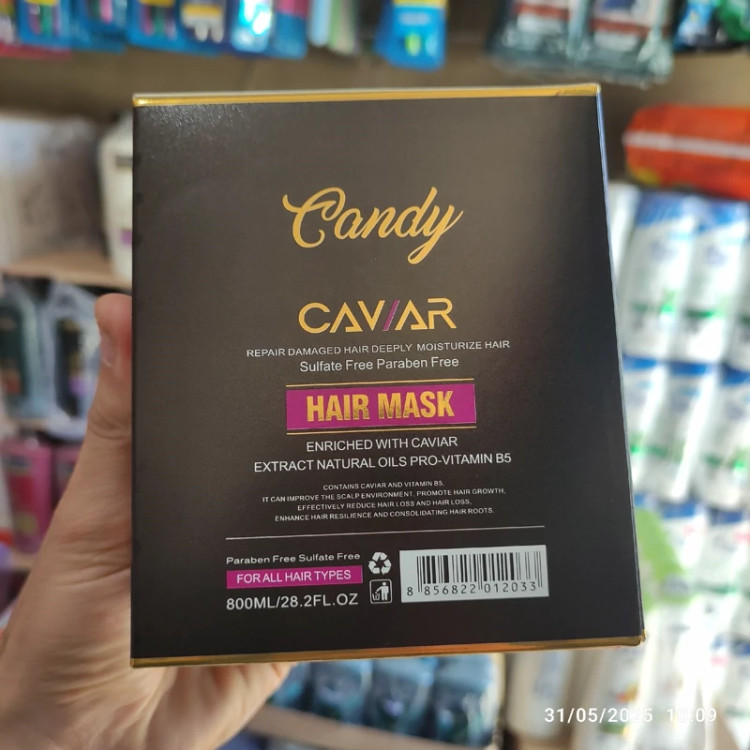 Candy
CAVIAR
REPAIR DAMAGED HAIR DEEPLY MOISTURIZE HAIR
Sulfate Free Paraben Free
HAIR MASK
ENRICHED WITH CAVIAR
EXTRACT NATURAL OILS PRO-VITAMIN B5
CONTAINS CAVIAR AND VITAMIN B5.
IT CAN IMPROVE THE SCALP ENVIRONMENT, PROMOTE HAIR GROWTH,
EFFECTIVELY REDUCE HAIR LOSS AND HAIR LOSS,
ENHANCE HAIR RESILIENCE AND CONSOLIDATING HAIR ROOTS.
Paraben Free Sulfate Free
FOR ALL HAIR TYPES
800ML/28.2FL.OZ
8 856822 012033
31/05/2025